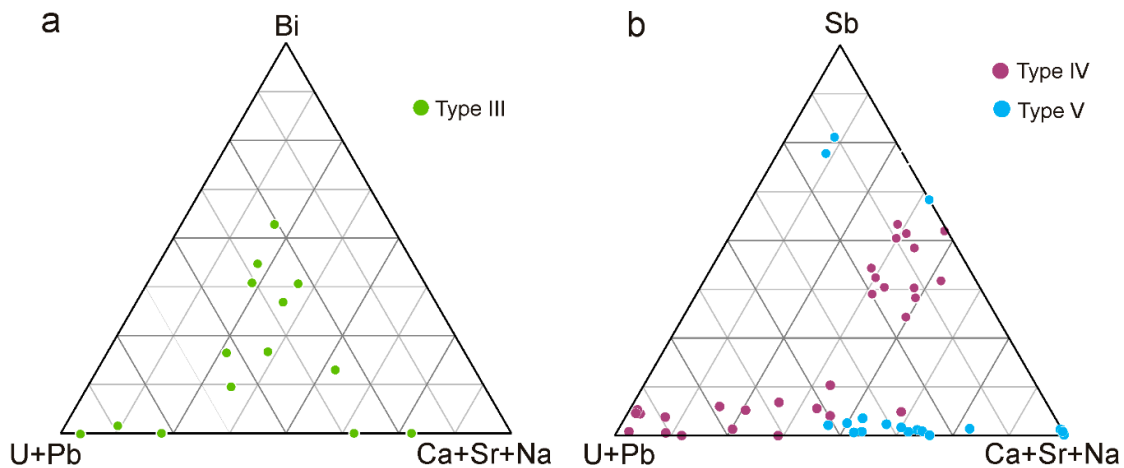 a
Bi
Type III
U+Pb
Ca+Sr+Na
b
Sb
Type IV
Type V
U+Pb
Ca+Sr+Na